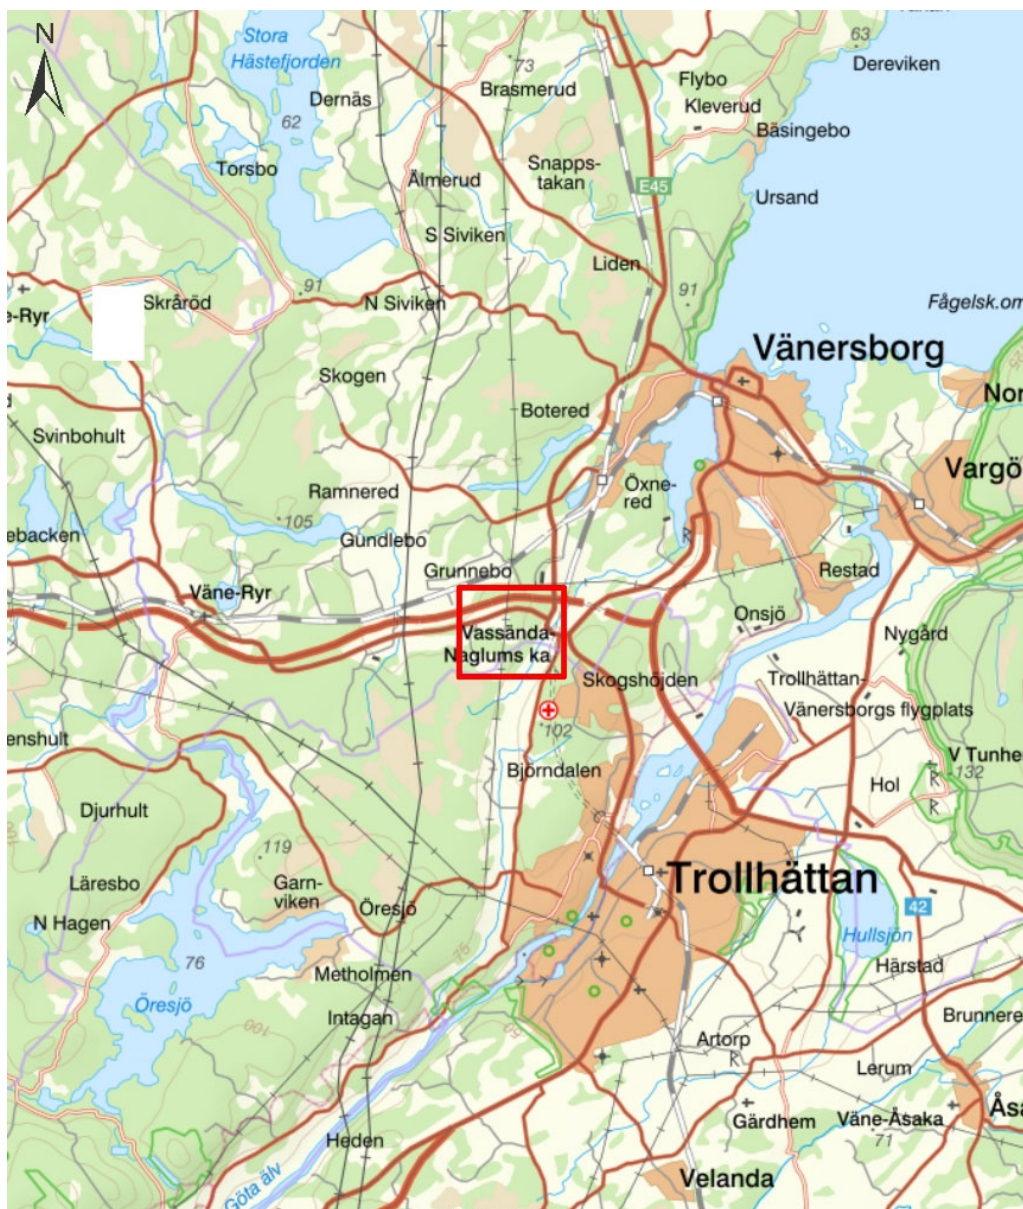 N
Stora
Hästefjorden
63
Dereviken
73
Brasmerud
Flybo
Kleverud
Dernäs
62
Bäsingebo
Snapps-
takan
Torsbo
Älmerud
E45
Ursand
S Siviken
Liden
91
N Siviken
91
Skråröd
Fågelsk.om
e-Ryr
Vänersborg
Skogen
Nor
Botered
Svinbohult
Vargö
Öxne-
red
Ramnered
105
ebacken
Gundlebo
Grunnebo
Restad
Väne-Ryr
Onsjö
Vassända-
Naglums ka
Nygård
Skogshöjden
Trollhättan-
Vänersborgs flygplats
102
enshult
V Tunhe
132
Björndalen
Hol
Djurhult
119
Läresbo
Garn-
viken
Trollhättan
Öresjö
42
N Hagen
Hullsjön
76
Metholmen
Härstad
Öresjö
Intagan
100
Brunnere
Artorp
Lerum
Åsa
Gärdhem
Väne-Åsaka
71
Heden
Velanda
Göta älv